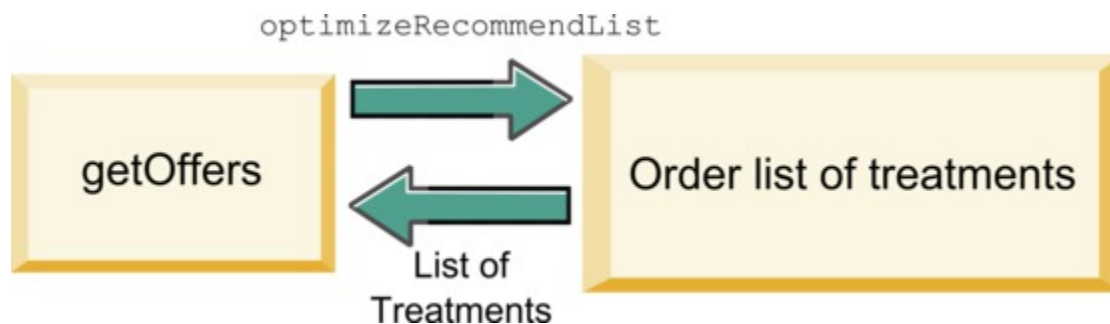 optimizeRecommendList
getOffers
Order list of treatments
List of
Treatments